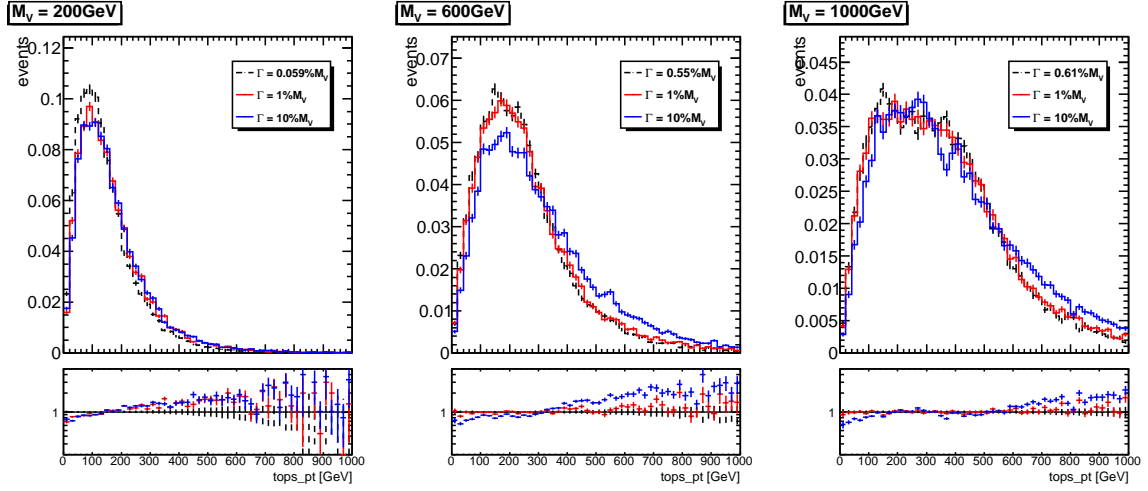 M_V = 200GeV
events
0.12
0.1
0.08
0.06
0.04
0.02
0
Γ = 0.059%M_V
Γ = 1%M_V
Γ = 10%M_V
1
0 100 200 300 400 500 600 700 800 900 1000
tops_pt [GeV]
M_V = 600GeV
events
0.07
0.06
0.05
0.04
0.03
0.02
0.01
0
Γ = 0.55%M_V
Γ = 1%M_V
Γ = 10%M_V
1
0 100 200 300 400 500 600 700 800 900 1000
tops_pt [GeV]
M_V = 1000GeV
events
0.045
0.04
0.035
0.03
0.025
0.02
0.015
0.01
0.005
Γ = 0.61%M_V
Γ = 1%M_V
Γ = 10%M_V
1
0 100 200 300 400 500 600 700 800 900 1000
tops_pt [GeV]